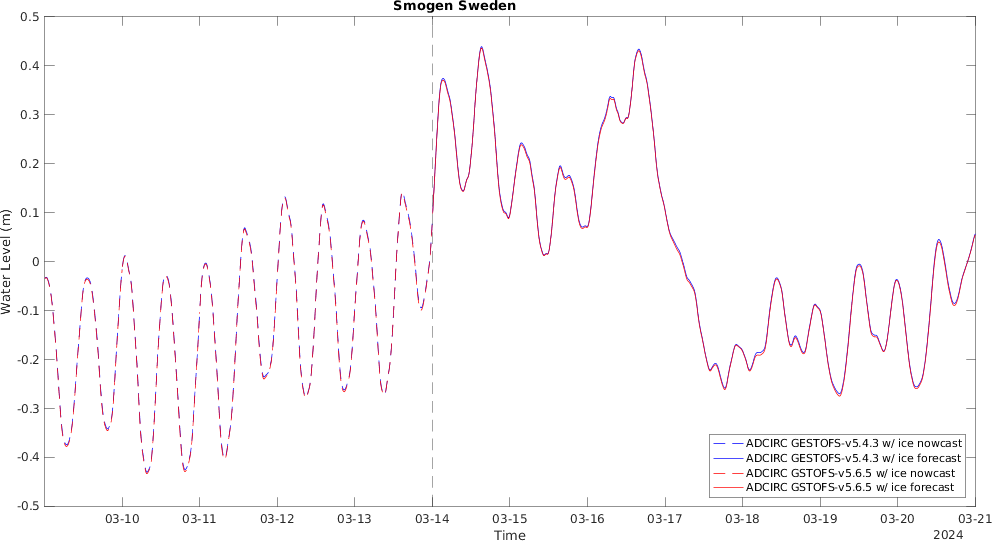 Smogen Sweden
0.5
0.4
0.3
0.2
0.1
0
-0.1
-0.2
-0.3
-0.4
-0.5
Water Level (m)
ADCIRC GESTOFS-v5.4.3 w/ ice nowcast
ADCIRC GESTOFS-v5.4.3 w/ ice forecast
ADCIRC GSTOFS-v5.6.5 w/ ice nowcast
ADCIRC GSTOFS-v5.6.5 w/ ice forecast
03-10 03-11 03-12 03-13 03-14 03-15 03-16 03-17 03-18 03-19 03-20 03-21
Time
2024